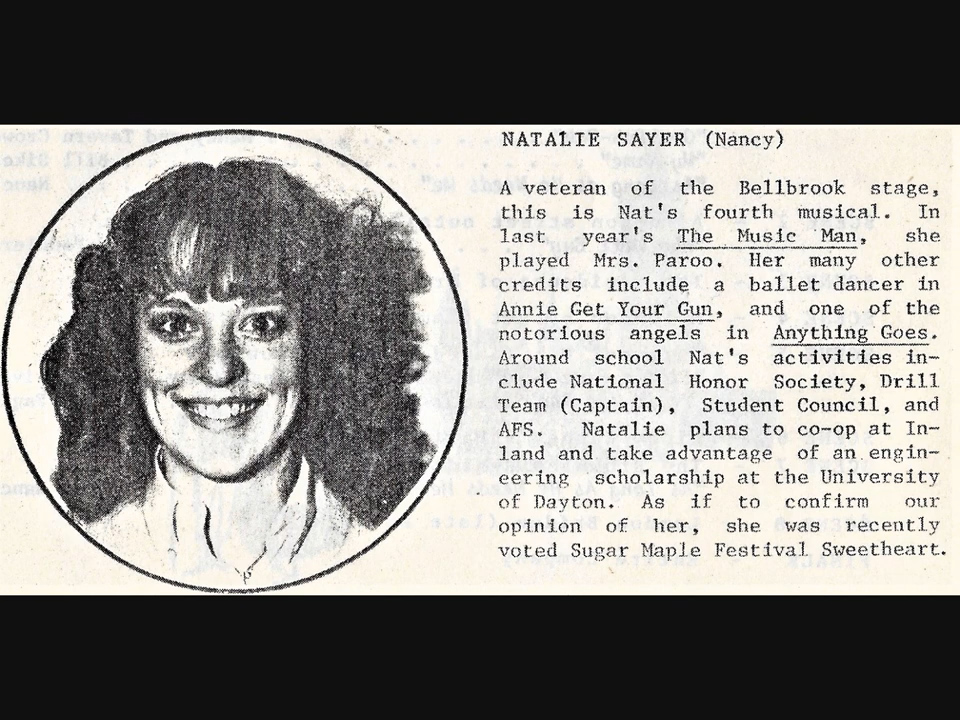 NATALIE SAYER (Nancy)
A veteran of the Bellbrook stage,
this is Nat's fourth musical. In
last year's The Music Man, she
played Mrs. Paroo. Her many other
credits include a ballet dancer in
Annie Get Your Gun, and one of the
notorious angels in Anything Goes.
Around school Nat's activities in-
clude National Honor Society, Drill
Team (Captain), Student Council, and
AFS. Natalie plans to co-op at In-
land and take advantage of an engin-
eering scholarship at the University
of Dayton. As if to confirm our
opinion of her, she was recently
voted Sugar Maple Festival Sweetheart.